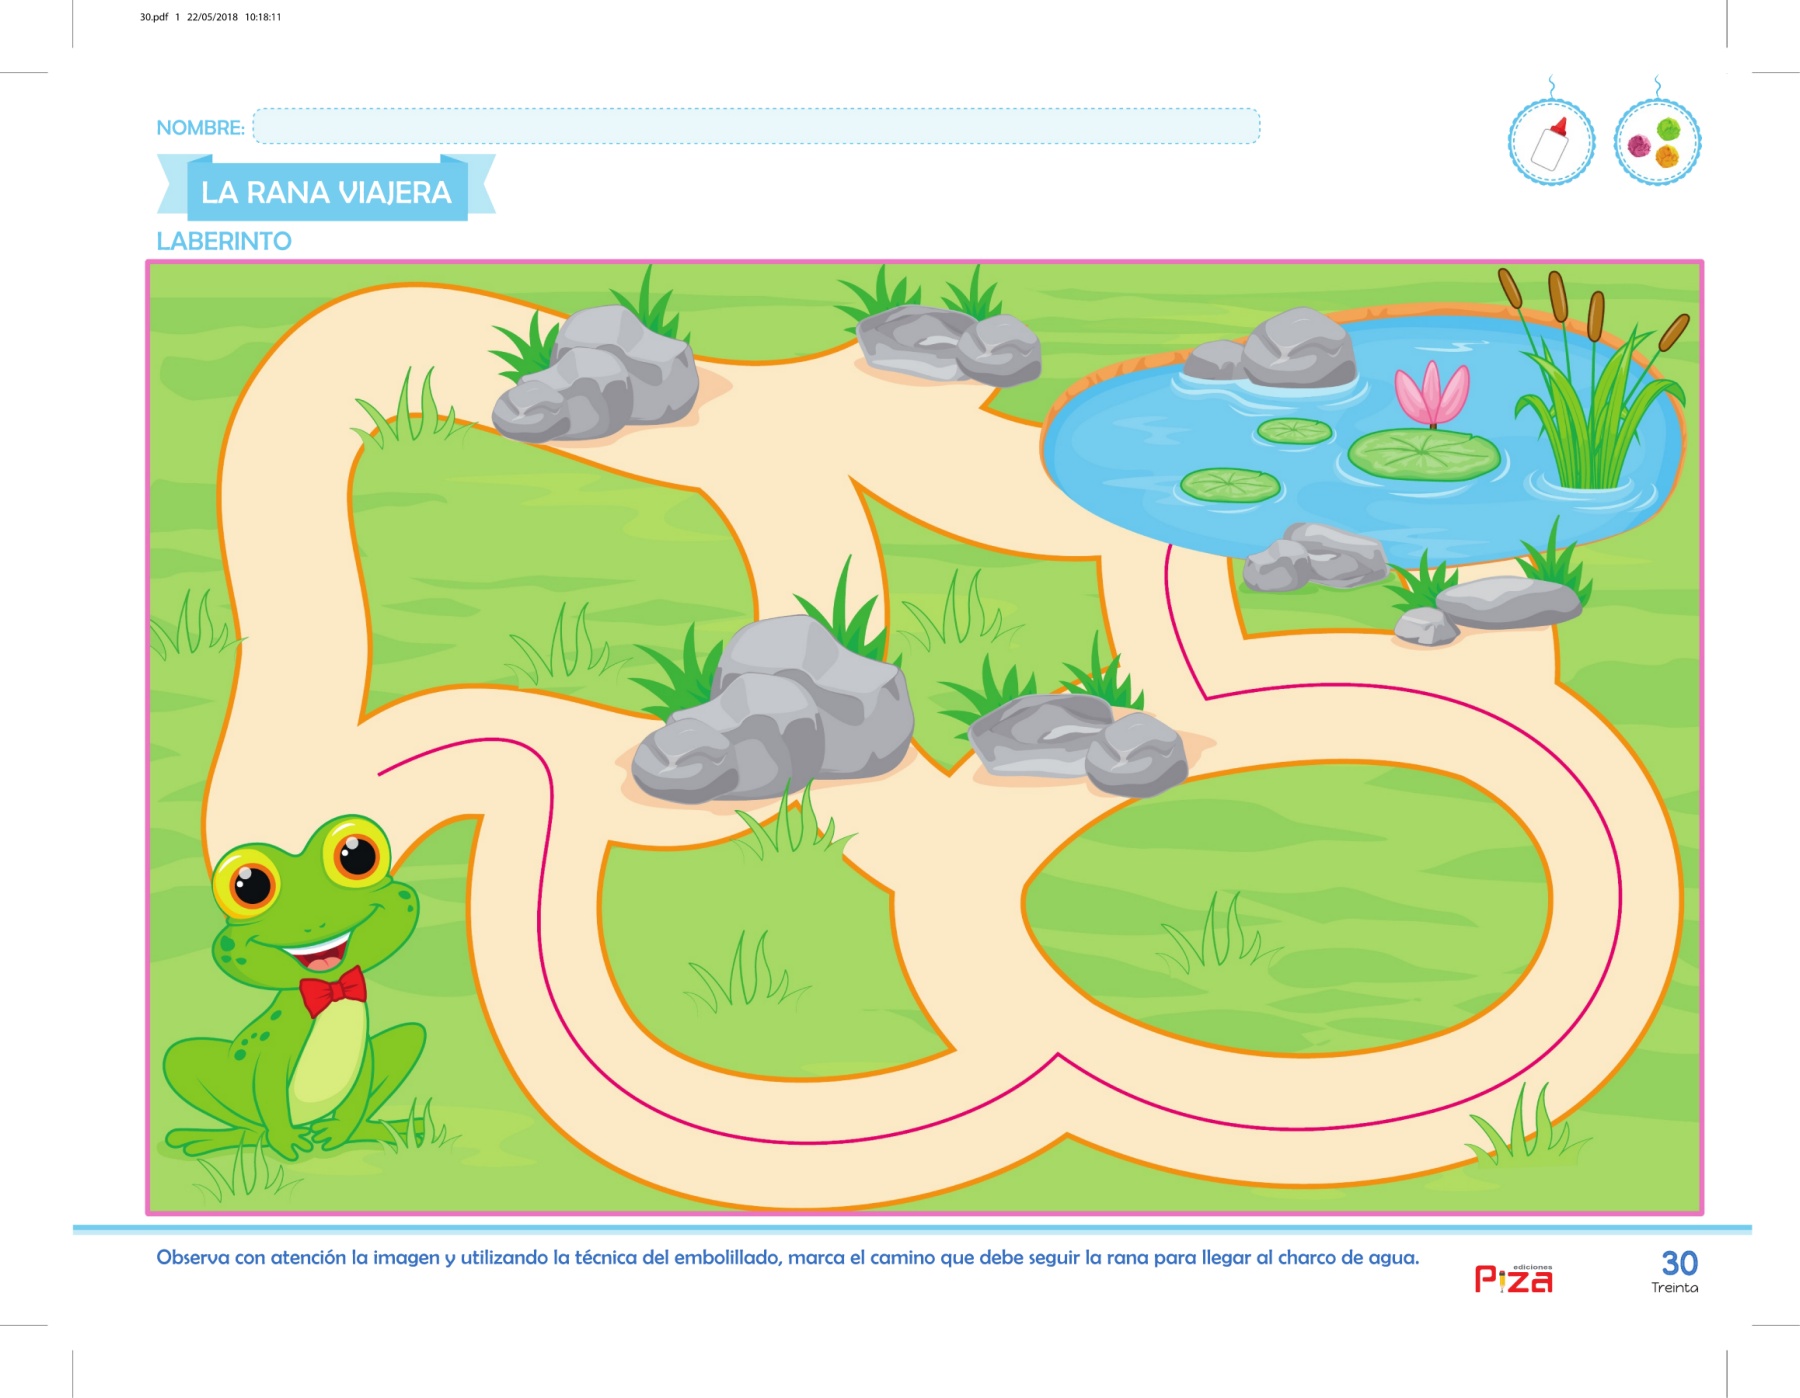 30.pdf 1 22/05/2018 10:18:11
NOMBRE:
LA RANA VIAJERA
LABERINTO
Observa con atención la imagen y utilizando la técnica del embolillado, marca el camino que debe seguir la rana para llegar al charco de agua.
ediciones
Piza
30
Treinta